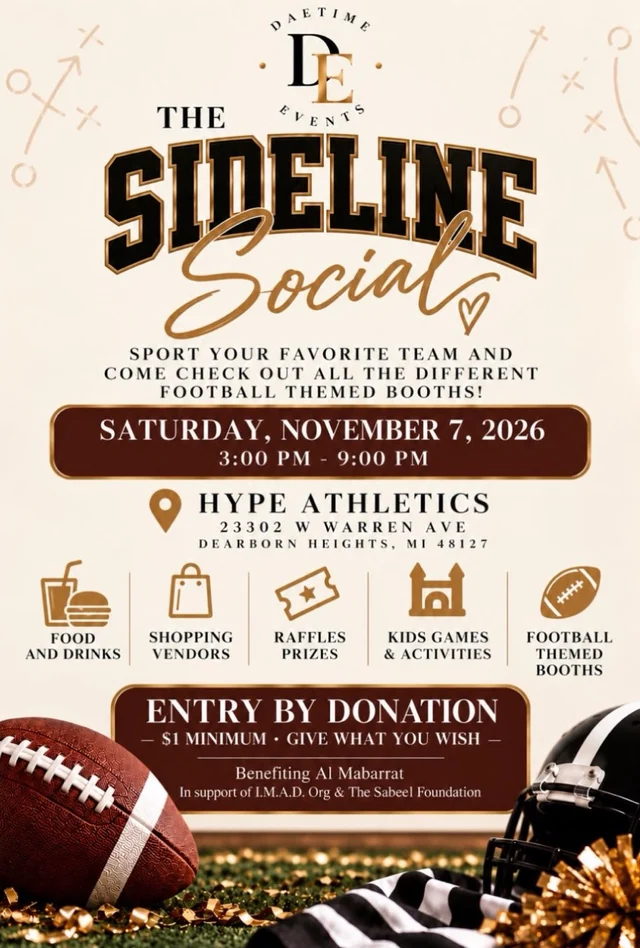 DAETIME
DE
EVENTS
THE
SIDELINE
Social
SPORT YOUR FAVORITE TEAM AND
COME CHECK OUT ALL THE DIFFERENT
FOOTBALL THEMED BOOTHS!
SATURDAY, NOVEMBER 7, 2026
3:00 PM - 9:00 PM
HYPE ATHLETICS
23302 W WARREN AVE
DEARBORN HEIGHTS, MI 48127
FOOD
AND DRINKS
SHOPPING
VENDORS
RAFFLES
PRIZES
KIDS GAMES
& ACTIVITIES
FOOTBALL
THEMED
BOOTHS
ENTRY BY DONATION
— $1 MINIMUM • GIVE WHAT YOU WISH —
Benefiting Al Mabarrat
In support of I.M.A.D. Org & The Sabeel Foundation